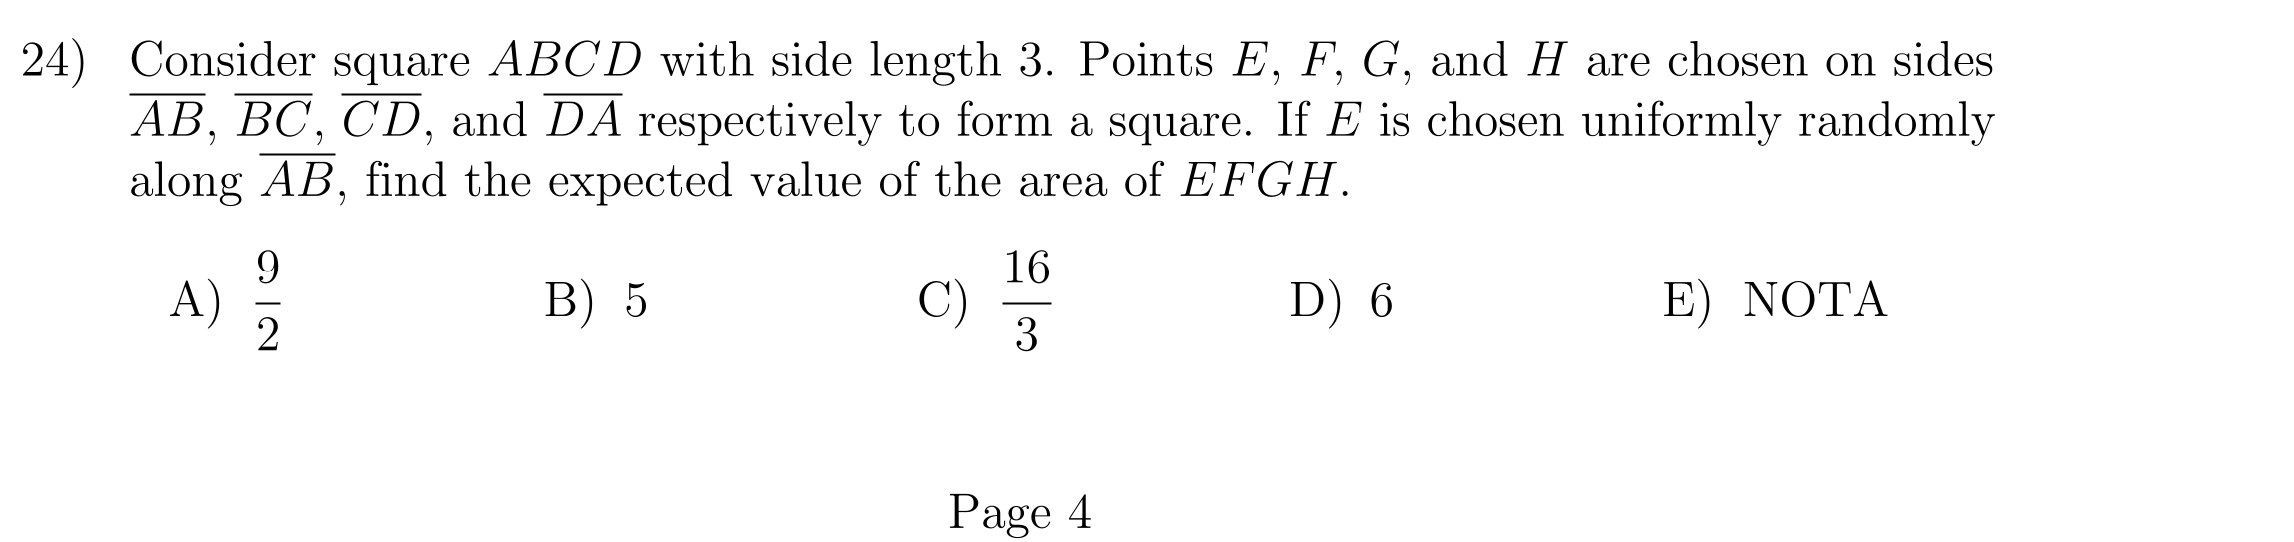 24) Consider square $ABCD$ with side length 3. Points $E$, $F$, $G$, and $H$ are chosen on sides
$\overline{AB}$, $\overline{BC}$, $\overline{CD}$, and $\overline{DA}$ respectively to form a square. If $E$ is chosen uniformly randomly
along $\overline{AB}$, find the expected value of the area of $EFGH$.
A) $\frac{9}{2}$ B) 5 C) $\frac{16}{3}$ D) 6 E) NOTA
Page 4